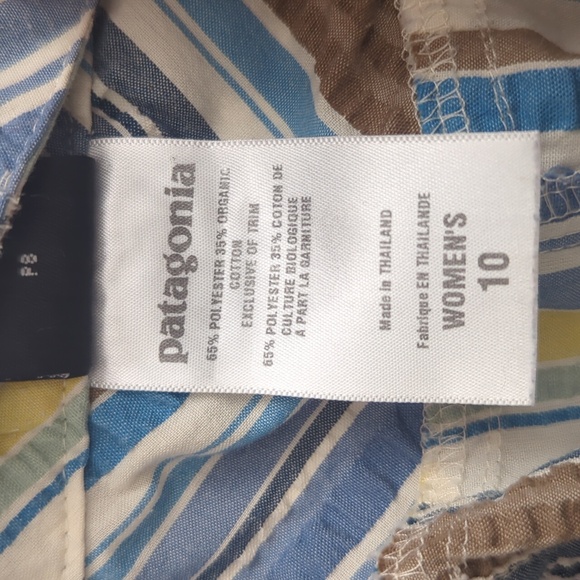 patagonia
65% POLYESTER 35% ORGANIC
COTTON
EXCLUSIVE OF TRIM
65% POLYESTER 35% COTON DE
CULTURE BIOLOGIQUE
A PART LA GARNITURE
Made in THAILAND
Fabrique EN THAILANDE
WOMEN'S
10
P8